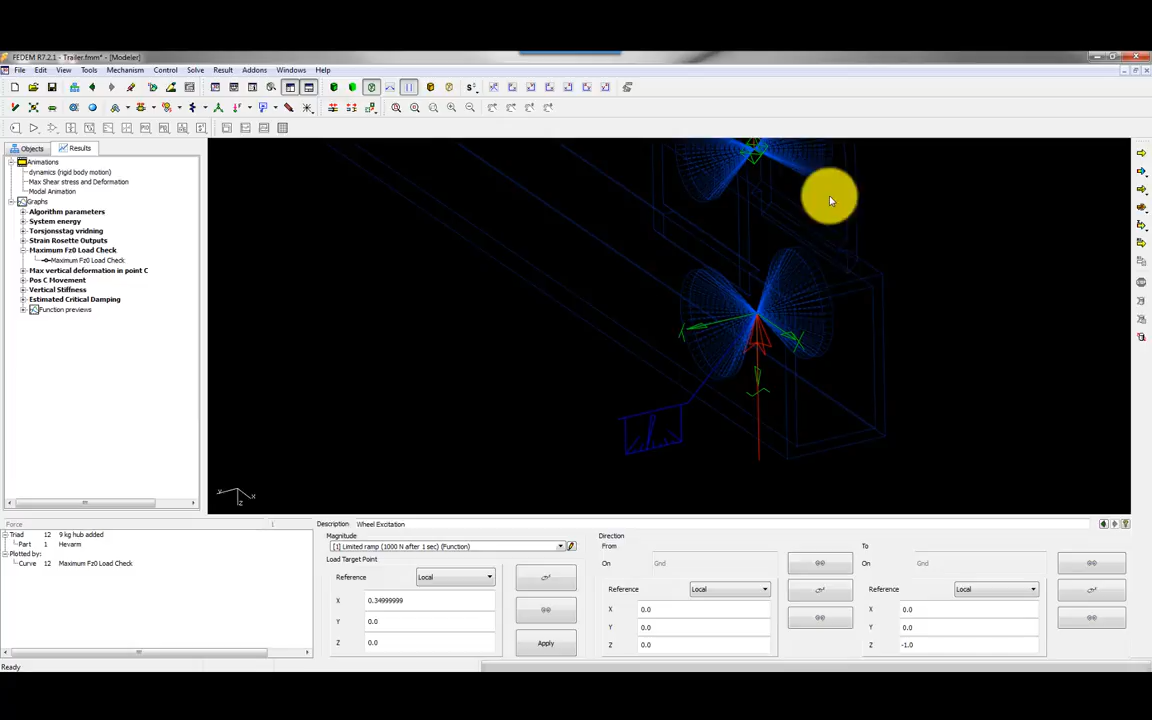 FEDEM R7.2.1 - Trailer.fmm* - [Modeler]
File Edit View Tools Mechanism Control Solve Result Addons Windows Help
Objects Results
Animations
dynamics (rigid body motion)
Max Shear stress and Deformation
Modal Animation
Graphs
Algorithm parameters
System energy
Torsjonsstag vridning
Strain Rosette Outputs
Maximum Fz0 Load Check
Maximum Fz0 Load Check
Max vertical deformation in point C
Pos C Movement
Vertical Stiffness
Estimated Critical Damping
Function previews
Y X Z
Force 1
Triad 12 9 kg hub added
Part 1 Hevarm
Plotted by:
Curve 12 Maximum Fz0 Load Check
Description Wheel Excitation
Magnitude
[1] Limited ramp (1000 N after 1 sec) (Function)
Load Target Point
Reference Local
X 0.34999999
Y 0.0
Z 0.0
Apply
Direction
From
On Gnd
Reference Local
X 0.0
Y 0.0
Z 0.0
To
On Gnd
Reference Local
X 0.0
Y 0.0
Z -1.0
Ready